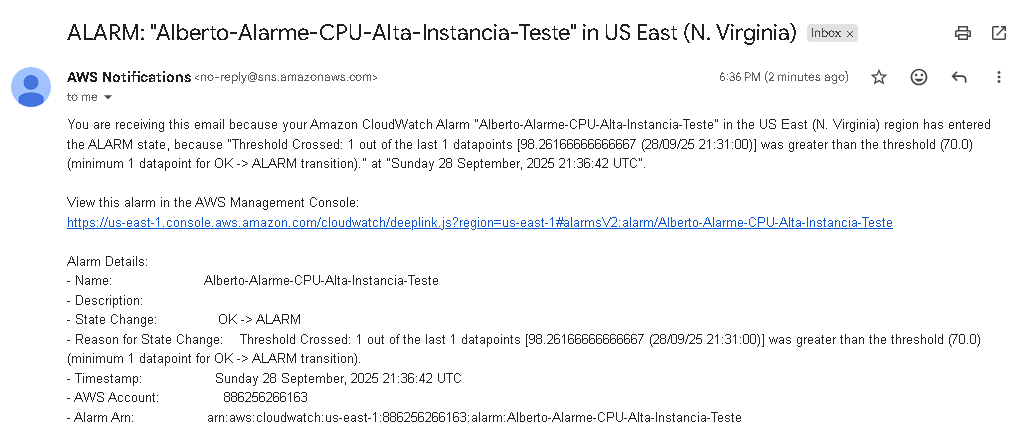 ALARM: "Alberto-Alarme-CPU-Alta-Instancia-Teste" in US East (N. Virginia) Inbox ×
AWS Notifications <no-reply@sns.amazonaws.com> 6:36 PM (2 minutes ago)
to me
You are receiving this email because your Amazon CloudWatch Alarm "Alberto-Alarme-CPU-Alta-Instancia-Teste" in the US East (N. Virginia) region has entered
the ALARM state, because "Threshold Crossed: 1 out of the last 1 datapoints [98.26166666666667 (28/09/25 21:31:00)] was greater than the threshold (70.0)
(minimum 1 datapoint for OK -> ALARM transition)." at "Sunday 28 September, 2025 21:36:42 UTC".
View this alarm in the AWS Management Console:
https://us-east-1.console.aws.amazon.com/cloudwatch/deeplink.js?region=us-east-1#alarmsV2:alarm/Alberto-Alarme-CPU-Alta-Instancia-Teste
Alarm Details:
- Name: Alberto-Alarme-CPU-Alta-Instancia-Teste
- Description:
- State Change: OK -> ALARM
- Reason for State Change: Threshold Crossed: 1 out of the last 1 datapoints [98.26166666666667 (28/09/25 21:31:00)] was greater than the threshold (70.0)
(minimum 1 datapoint for OK -> ALARM transition).
- Timestamp: Sunday 28 September, 2025 21:36:42 UTC
- AWS Account: 886256266163
- Alarm Arn: arn:aws:cloudwatch:us-east-1:886256266163:alarm:Alberto-Alarme-CPU-Alta-Instancia-Teste